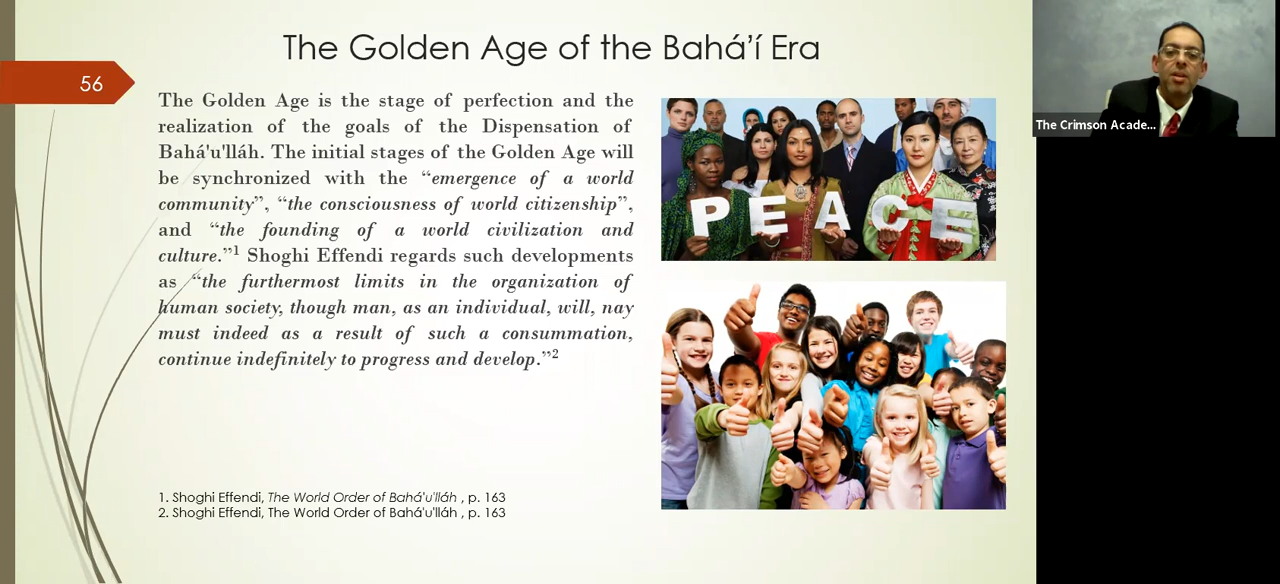 The Golden Age of the Bahá’í Era
56
The Golden Age is the stage of perfection and the
realization of the goals of the Dispensation of
Bahá'u'lláh. The initial stages of the Golden Age will
be synchronized with the “emergence of a world
community”, “the consciousness of world citizenship”,
and “the founding of a world civilization and
culture.”1 Shoghi Effendi regards such developments
as “the furthermost limits in the organization of
human society, though man, as an individual, will, nay
must indeed as a result of such a consummation,
continue indefinitely to progress and develop.”2
PEACE
1. Shoghi Effendi, The World Order of Bahá'u'lláh , p. 163
2. Shoghi Effendi, The World Order of Bahá'u'lláh , p. 163
The Crimson Acade...